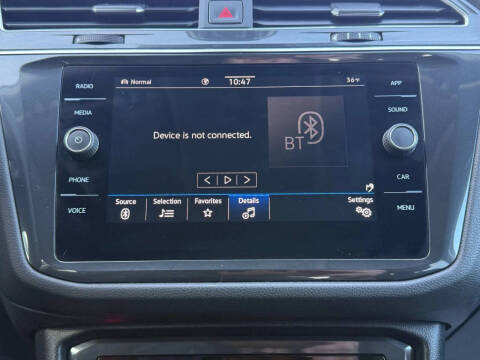 RADIO
MEDIA
PHONE
VOICE
Normal
10:47
36°F
Device is not connected.
BT
Source
Selection
Favorites
Details
Settings
APP
SOUND
CAR
MENU